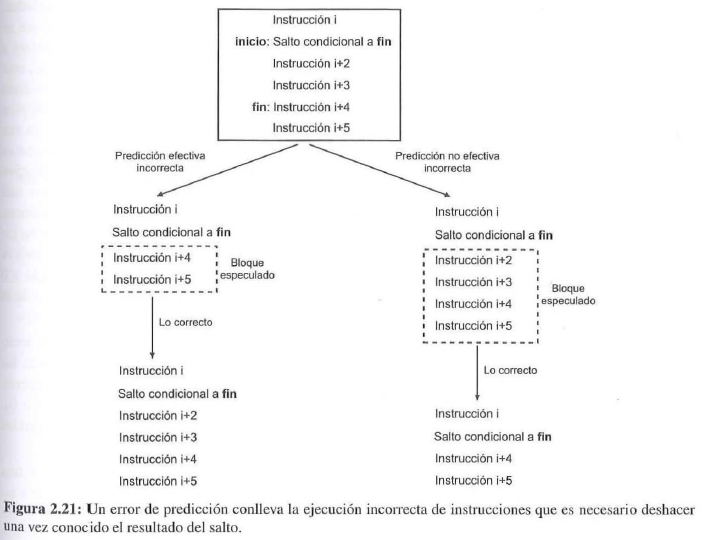 Instrucción i
inicio: Salto condicional a fin
Instrucción i+2
Instrucción i+3
fin: Instrucción i+4
Instrucción i+5
Predicción efectiva
incorrecta
Instrucción i
Salto condicional a fin
Instrucción i+4
Instrucción i+5
Bloque
especulado
Lo correcto
Instrucción i
Salto condicional a fin
Instrucción i+2
Instrucción i+3
Instrucción i+4
Instrucción i+5
Predicción no efectiva
incorrecta
Instrucción i
Salto condicional a fin
Instrucción i+2
Instrucción i+3
Instrucción i+4
Instrucción i+5
Bloque
especulado
Lo correcto
Instrucción i
Salto condicional a fin
Instrucción i+4
Instrucción i+5
Figura 2.21: Un error de predicción conlleva la ejecución incorrecta de instrucciones que es necesario deshacer
una vez conocido el resultado del salto.